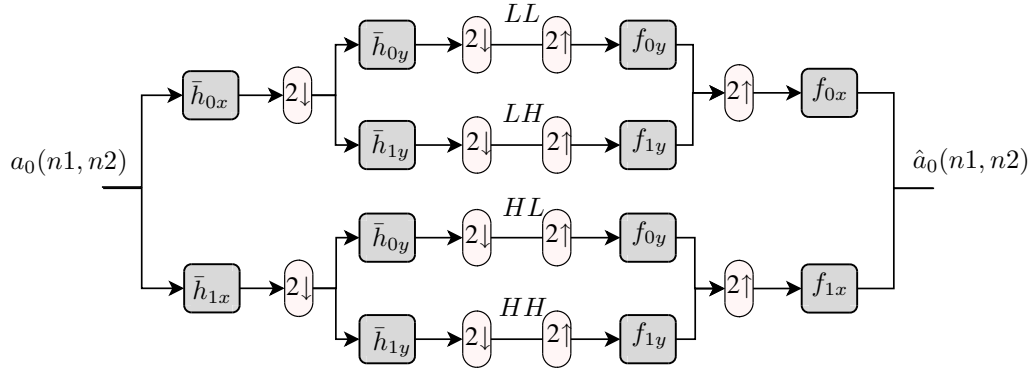 LL
h̄₀y 2↓ 2↑ f₀y
h̄₀x 2↓ 2↑ f₀x
LH
h̄₁y 2↓ 2↑ f₁y
a₀(n1, n2) â₀(n1, n2)
HL
h̄₀y 2↓ 2↑ f₀y
h̄₁x 2↓ 2↑ f₁x
HH
h̄₁y 2↓ 2↑ f₁y